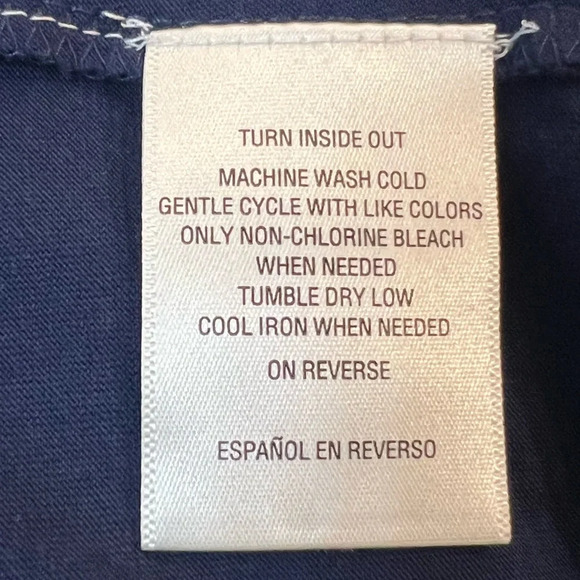 TURN INSIDE OUT
MACHINE WASH COLD
GENTLE CYCLE WITH LIKE COLORS
ONLY NON-CHLORINE BLEACH
WHEN NEEDED
TUMBLE DRY LOW
COOL IRON WHEN NEEDED
ON REVERSE
ESPAÑOL EN REVERSO